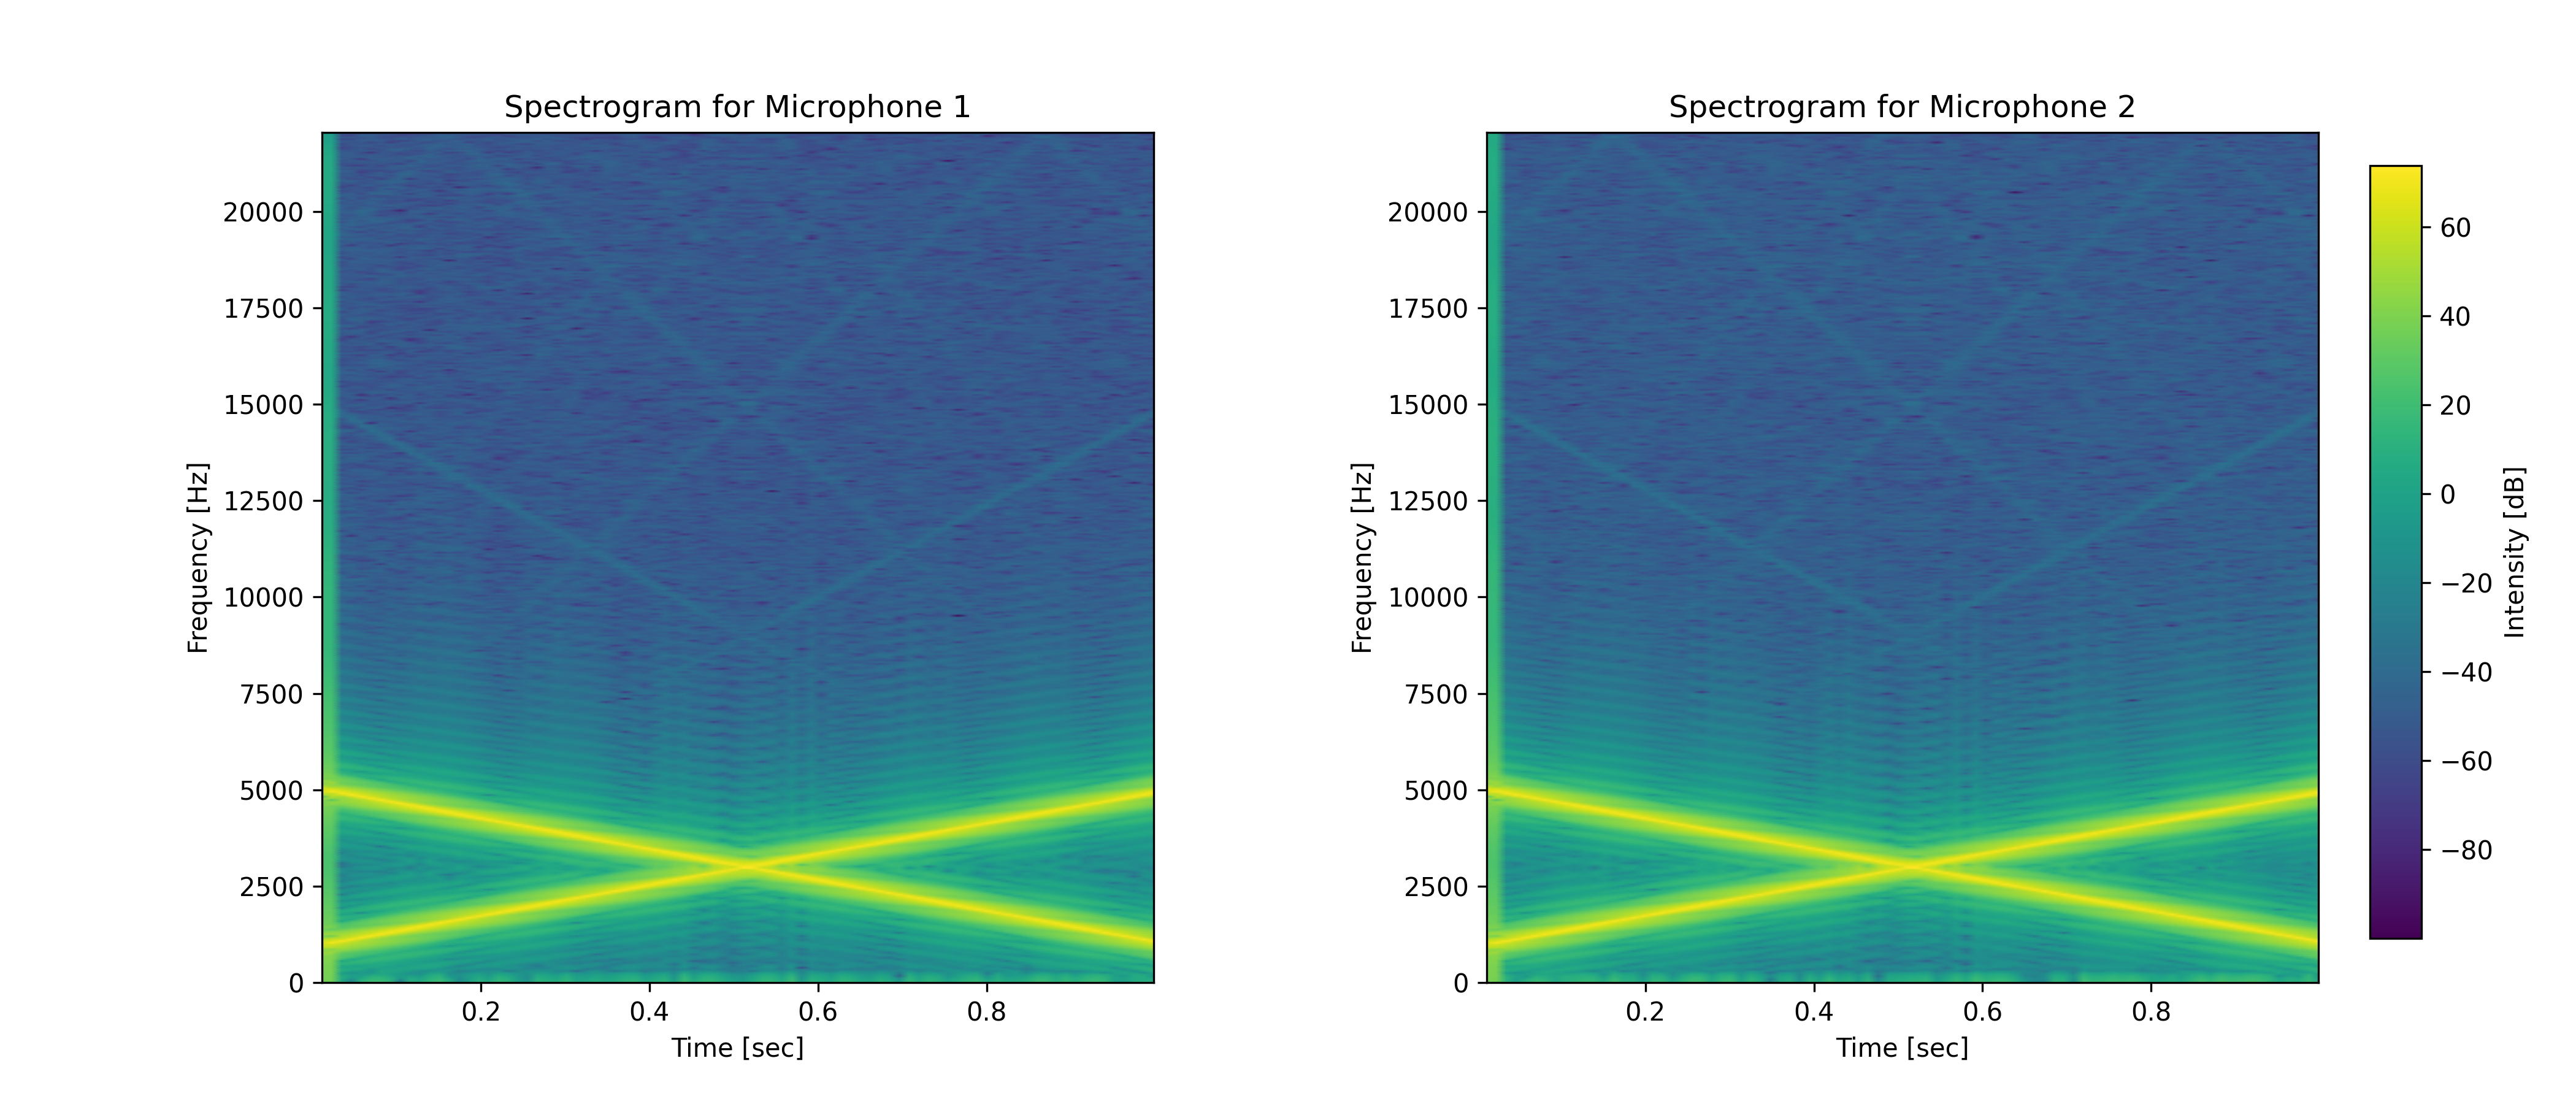 Spectrogram for Microphone 1
20000
17500
15000
12500
10000
7500
5000
2500
0
Frequency [Hz]
0.2 0.4 0.6 0.8
Time [sec]
Spectrogram for Microphone 2
20000
17500
15000
12500
10000
7500
5000
2500
0
Frequency [Hz]
0.2 0.4 0.6 0.8
Time [sec]
60
40
20
0
−20
−40
−60
−80
Intensity [dB]